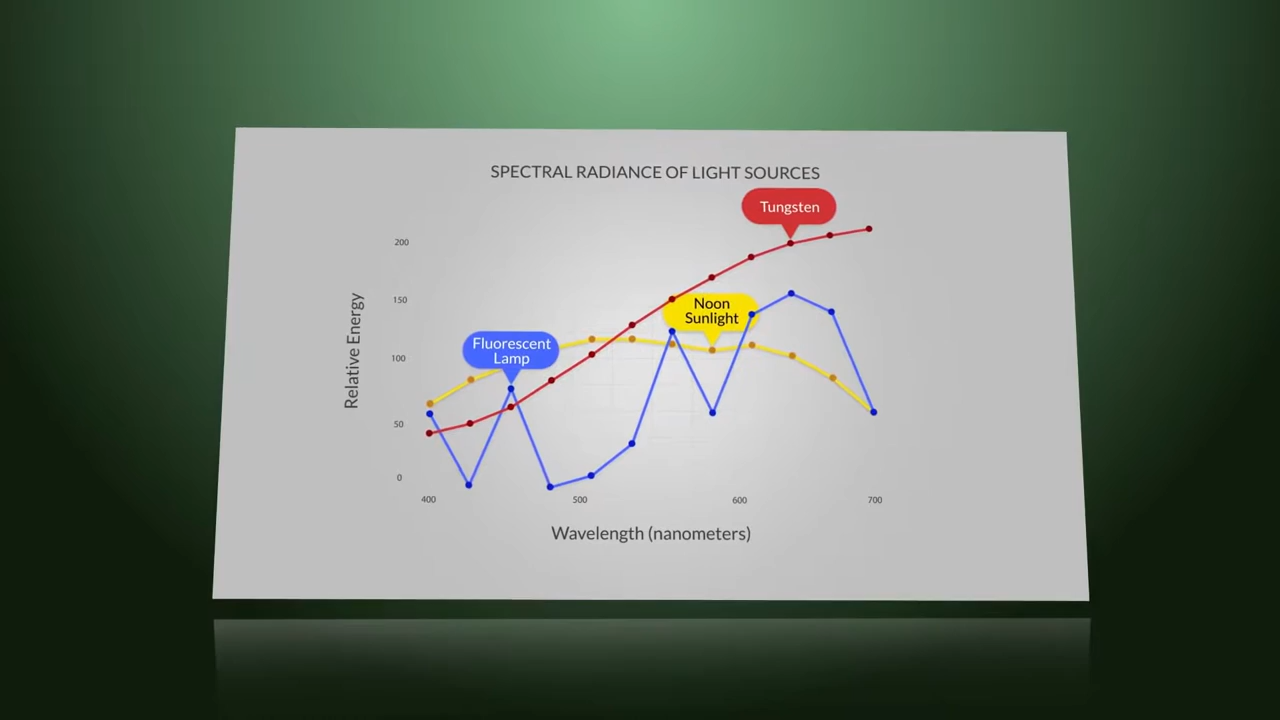 SPECTRAL RADIANCE OF LIGHT SOURCES
Tungsten
200
Relative Energy
150
Noon
Sunlight
Fluorescent
Lamp
100
50
0
400
500
600
700
Wavelength (nanometers)